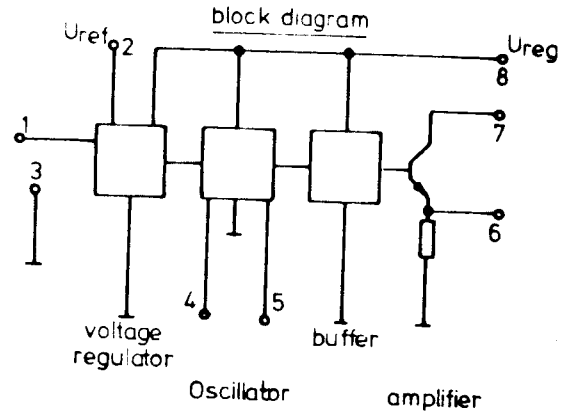 block diagram
Uref 2
Ureg
8
1
7
3
6
4
5
voltage
regulator
buffer
Oscillator
amplifier